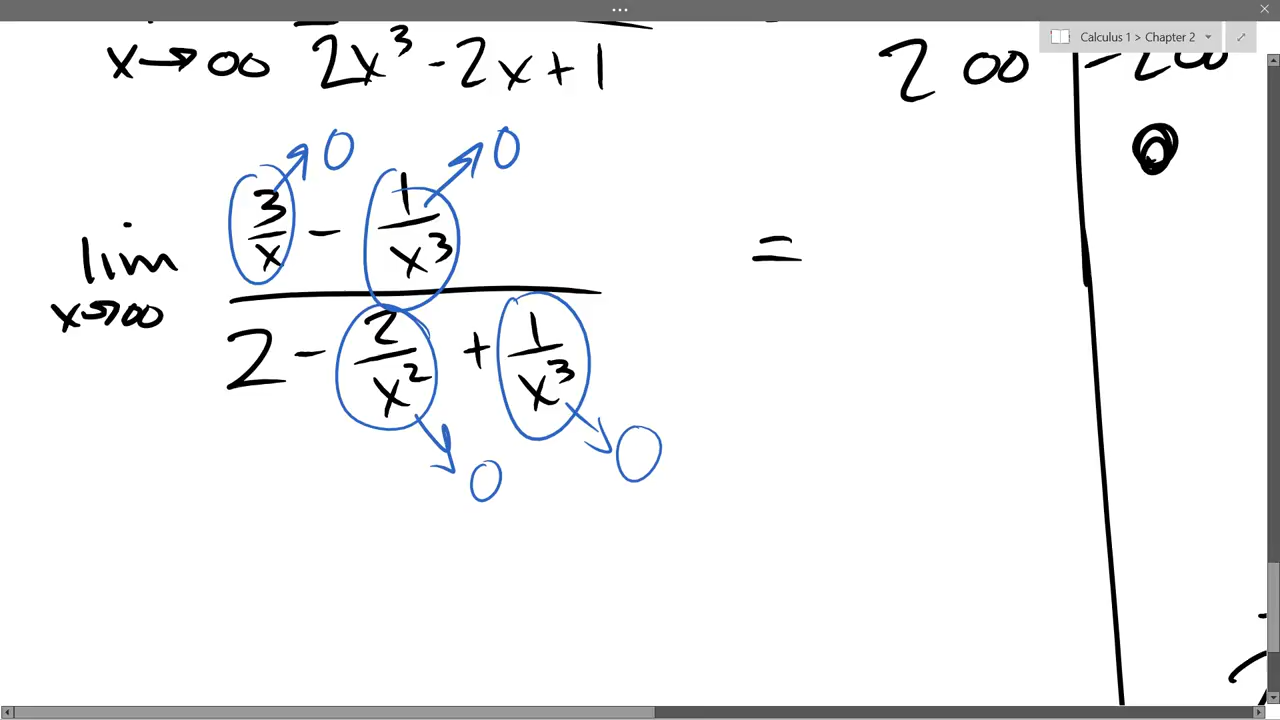 Calculus 1 > Chapter 2
x→∞ 2x³ - 2x + 1
2 ∞
0 0
lim x→∞ (3/x - 1/x³) / (2 - 2/x² + 1/x³) =
0 0